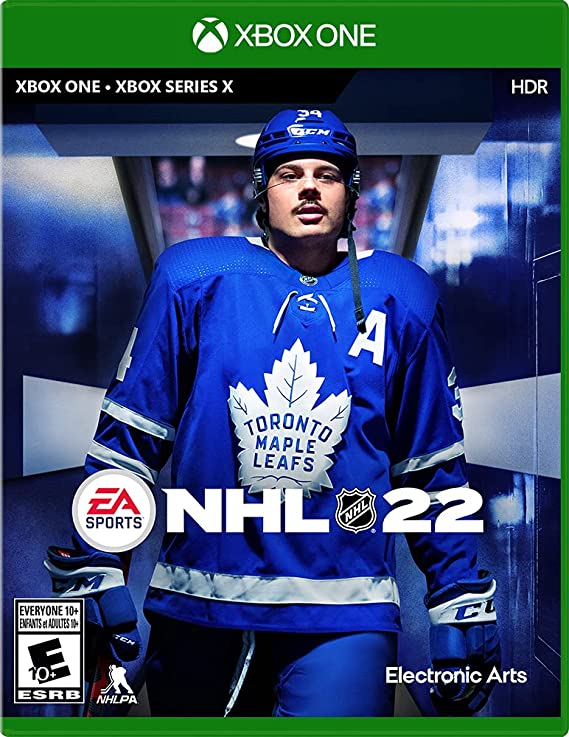 XBOX ONE
XBOX ONE • XBOX SERIES X
HDR
34
CCM
A
TORONTO
MAPLE
LEAFS
EA
SPORTS
NHL NHL 22
EVERYONE 10+
ENFANTS et ADULTES 10+
E
10+
ESRB
NHLPA
CCM
Electronic Arts